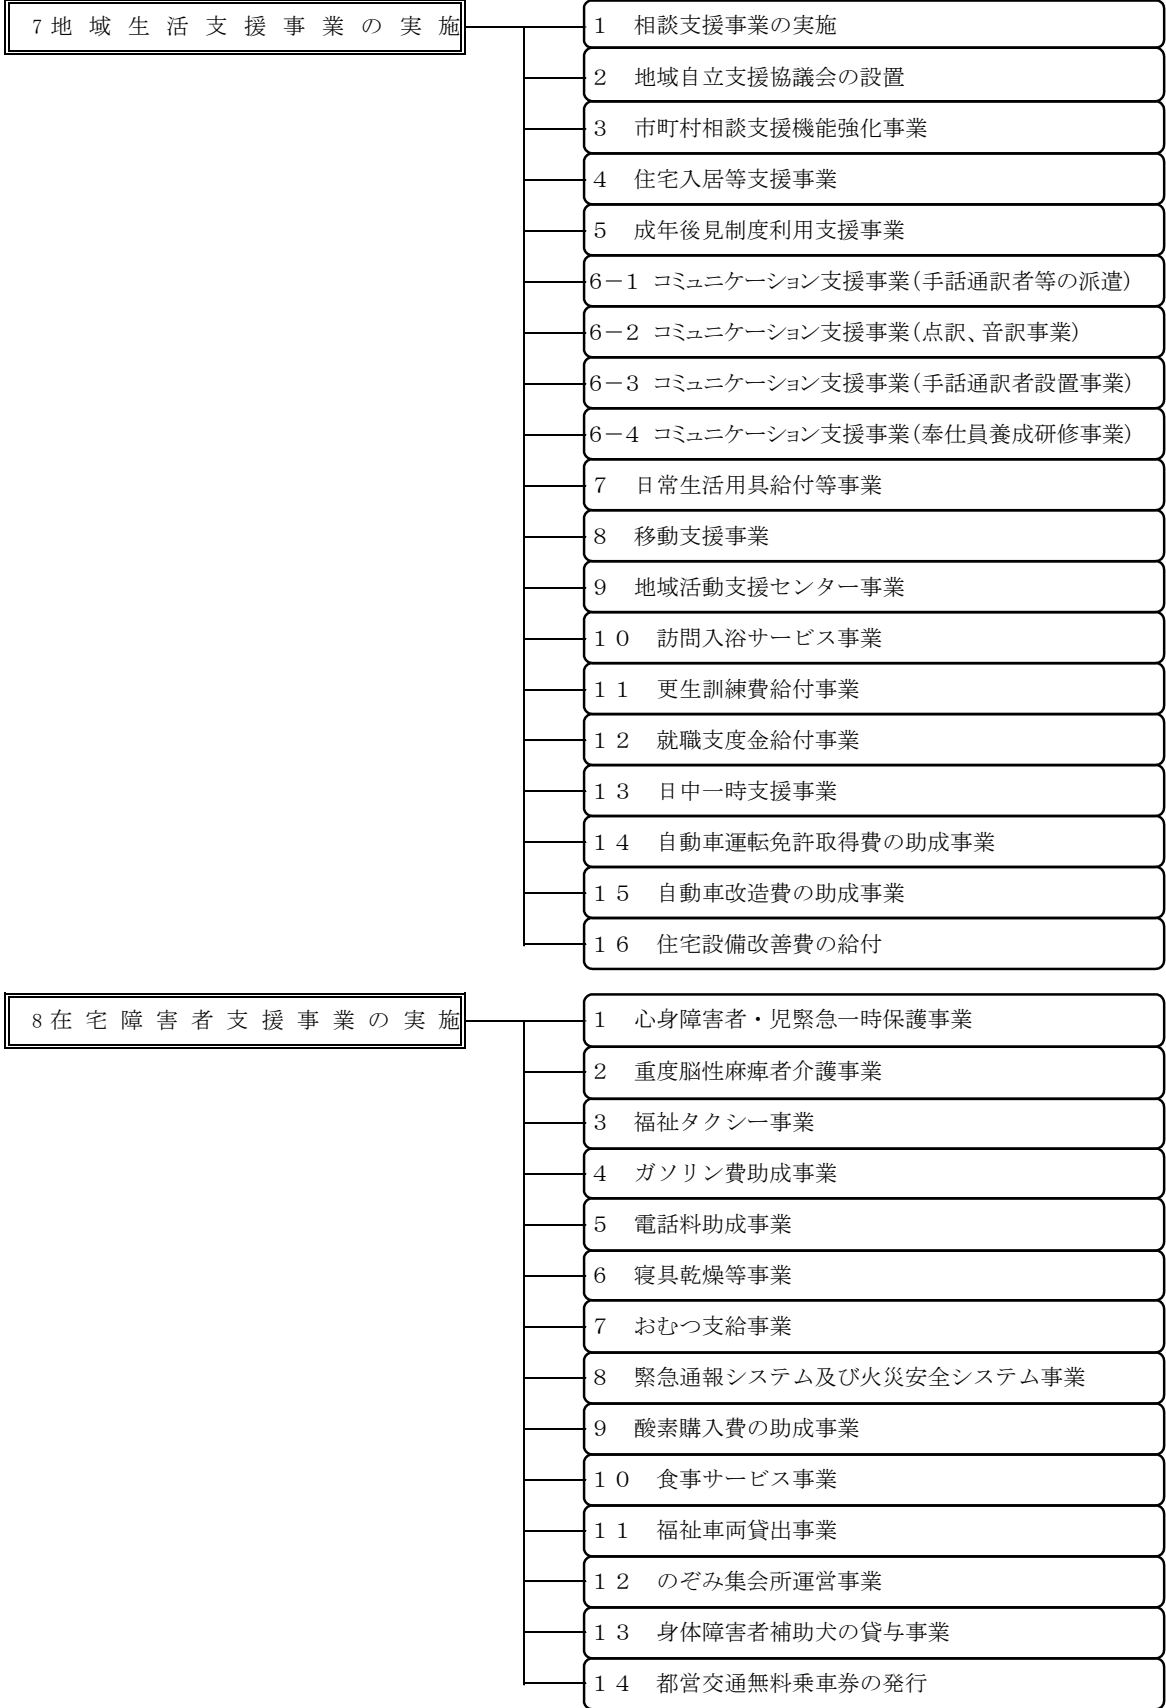 7地域生活支援事業の実施
1　相談支援事業の実施
2　地域自立支援協議会の設置
3　市町村相談支援機能強化事業
4　住宅入居等支援事業
5　成年後見制度利用支援事業
6－1 コミュニケーション支援事業(手話通訳者等の派遣)
6－2 コミュニケーション支援事業(点訳、音訳事業)
6－3 コミュニケーション支援事業(手話通訳者設置事業)
6－4 コミュニケーション支援事業(奉仕員養成研修事業)
7　日常生活用具給付等事業
8　移動支援事業
9　地域活動支援センター事業
10　訪問入浴サービス事業
11　更生訓練費給付事業
12　就職支度金給付事業
13　日中一時支援事業
14　自動車運転免許取得費の助成事業
15　自動車改造費の助成事業
16　住宅設備改善費の給付
8在宅障害者支援事業の実施
1　心身障害者・児緊急一時保護事業
2　重度脳性麻痺者介護事業
3　福祉タクシー事業
4　ガソリン費助成事業
5　電話料助成事業
6　寝具乾燥等事業
7　おむつ支給事業
8　緊急通報システム及び火災安全システム事業
9　酸素購入費の助成事業
10　食事サービス事業
11　福祉車両貸出事業
12　のぞみ集会所運営事業
13　身体障害者補助犬の貸与事業
14　都営交通無料乗車券の発行